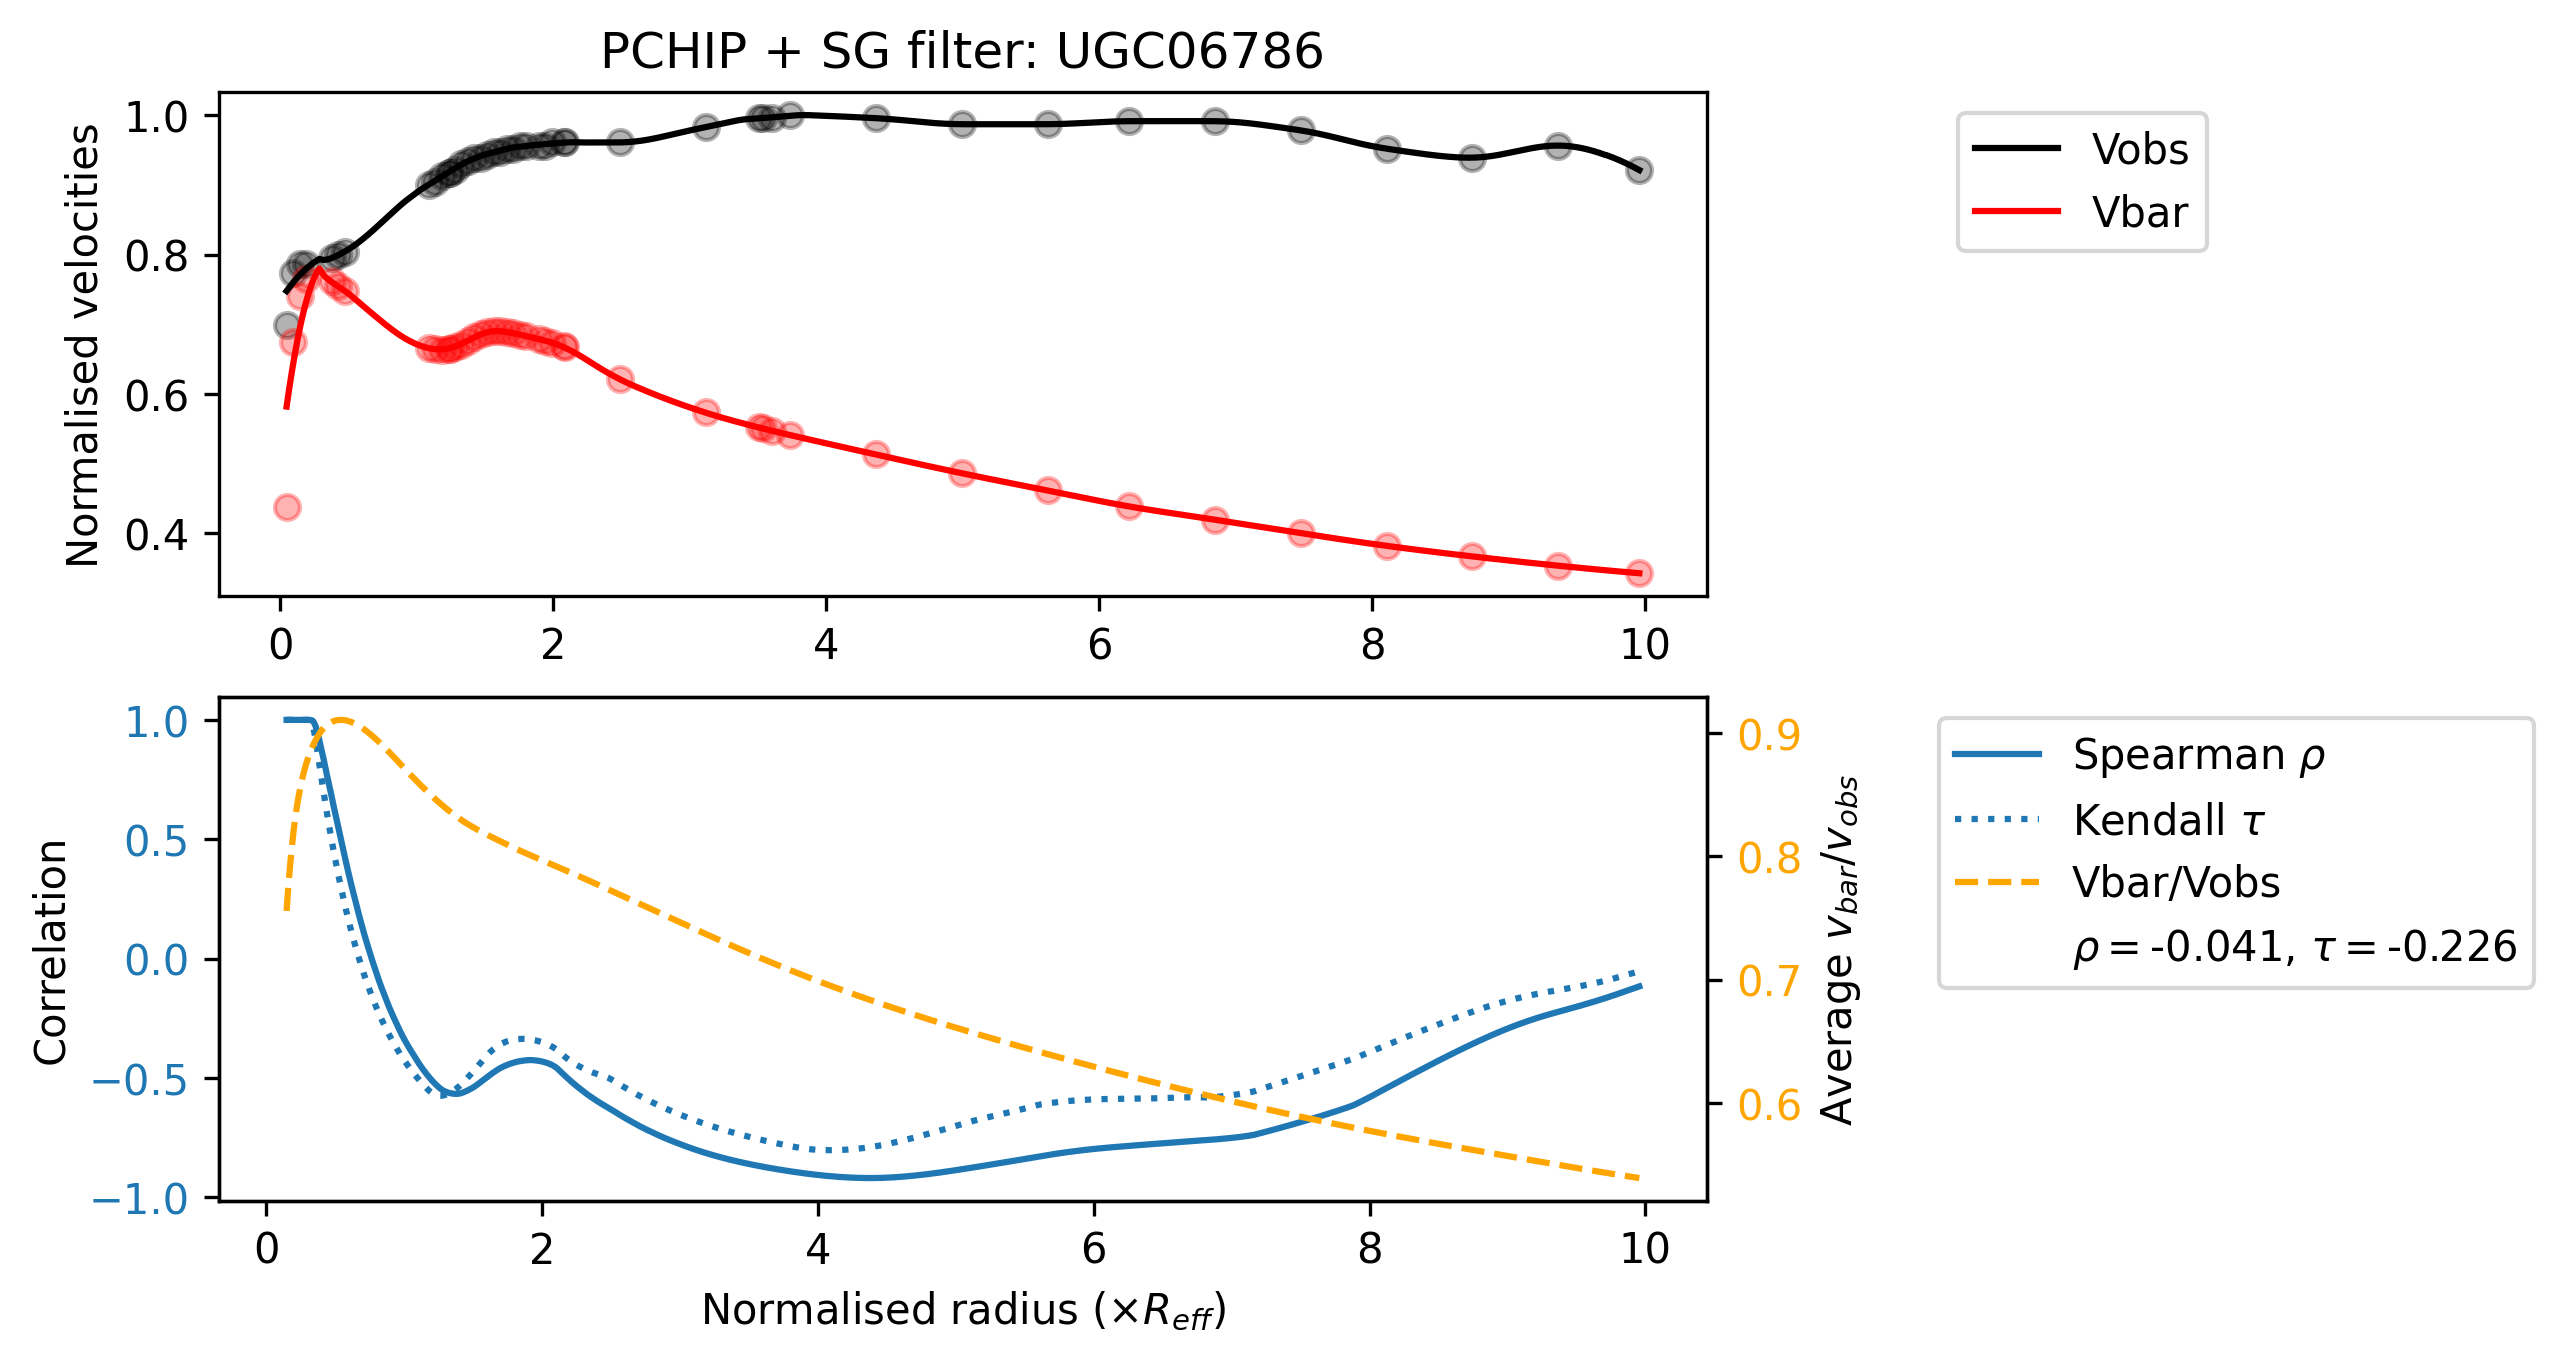 PCHIP + SG filter: UGC06786
Normalised velocities
1.0
0.8
0.6
0.4
0 2 4 6 8 10
Vobs
Vbar
Correlation
1.0
0.5
0.0
−0.5
−1.0
0 2 4 6 8 10
Normalised radius (×R_eff)
0.9
0.8
0.7
0.6
Average v_bar/v_obs
Spearman ρ
Kendall τ
Vbar/Vobs
ρ = -0.041, τ = -0.226